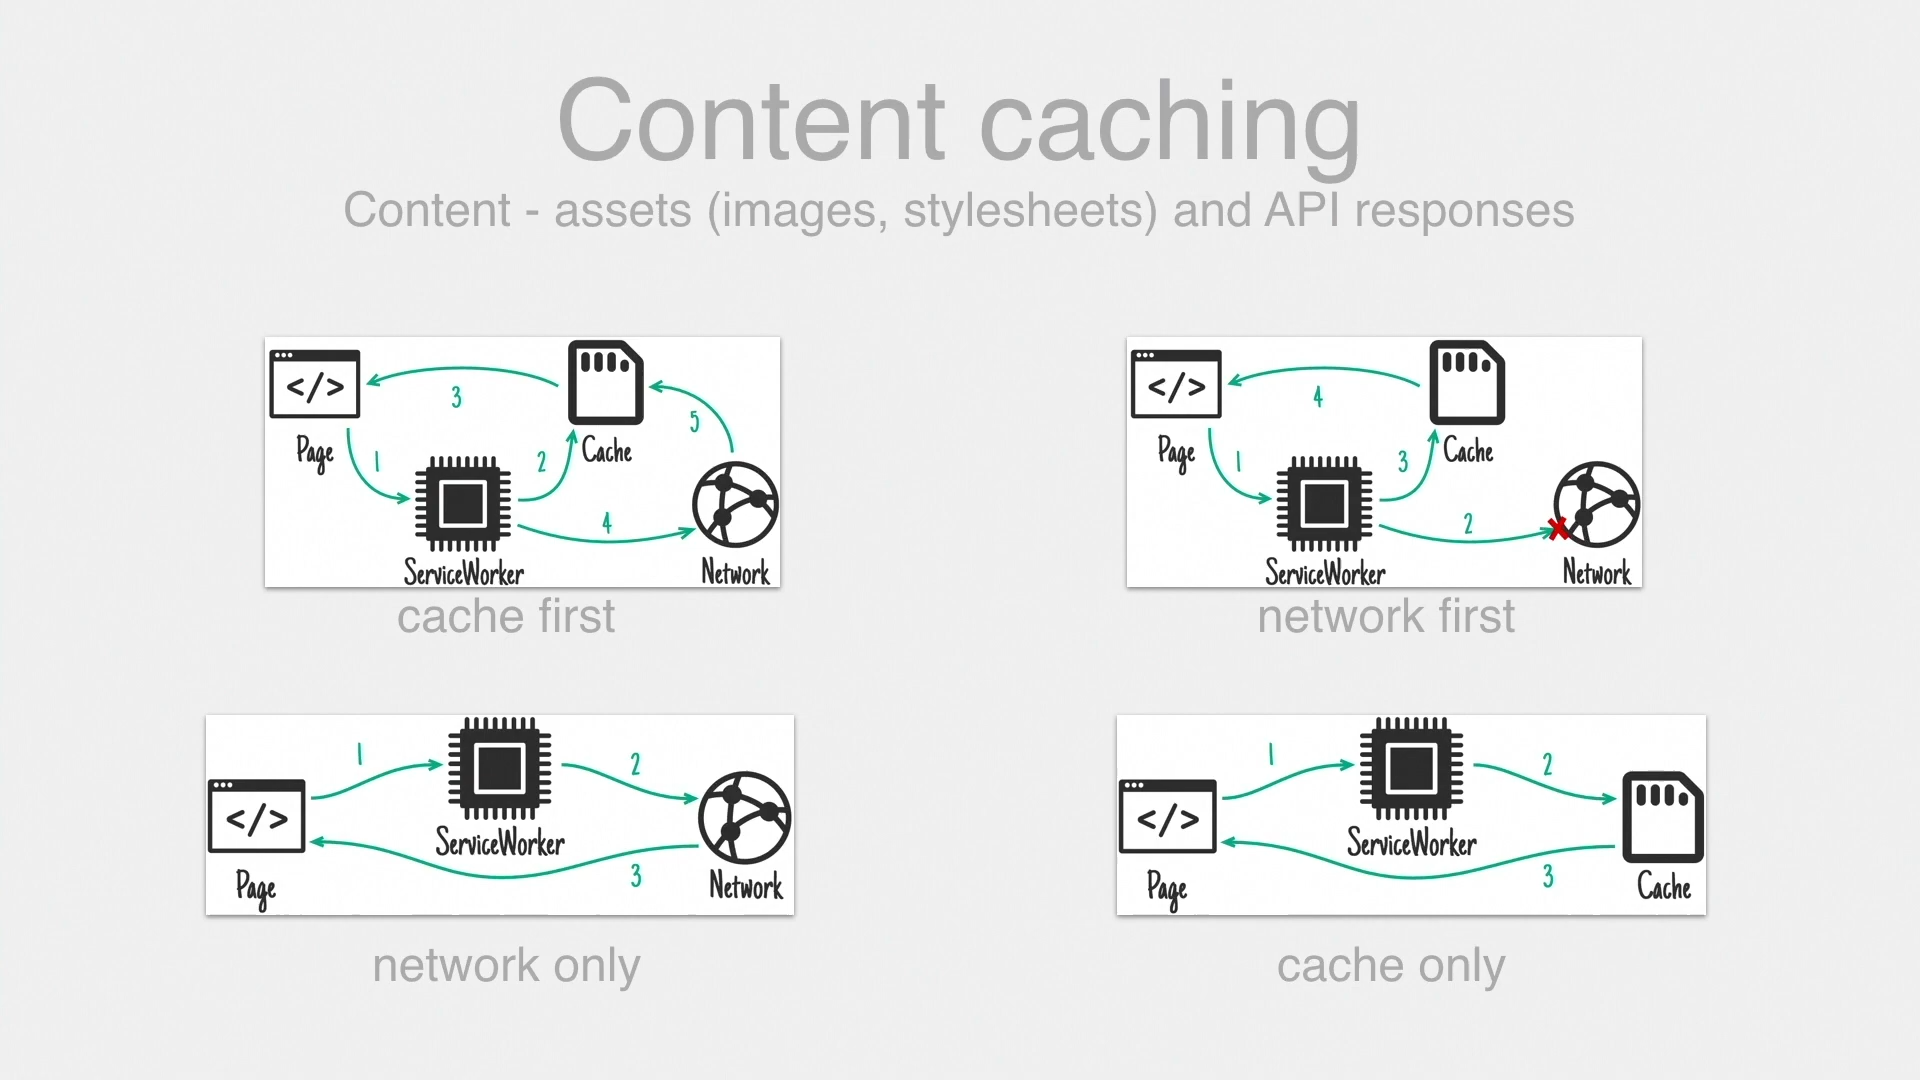 Content caching
Content - assets (images, stylesheets) and API responses
</>
3
5
Page
1
2
Cache
4
ServiceWorker
Network
cache first
</>
4
Page
1
3
Cache
2
ServiceWorker
Network
network first
1
2
</>
ServiceWorker
3
Page
Network
network only
1
2
</>
ServiceWorker
3
Page
Cache
cache only